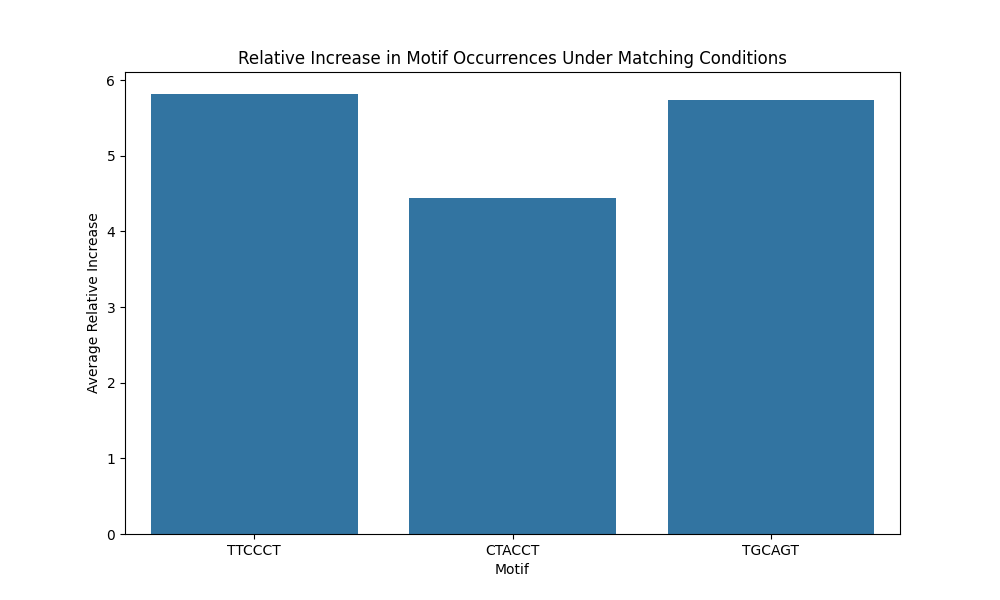 Relative Increase in Motif Occurrences Under Matching Conditions
Average Relative Increase
6
5
4
3
2
1
0
TTCCCT CTACCT TGCAGT
Motif